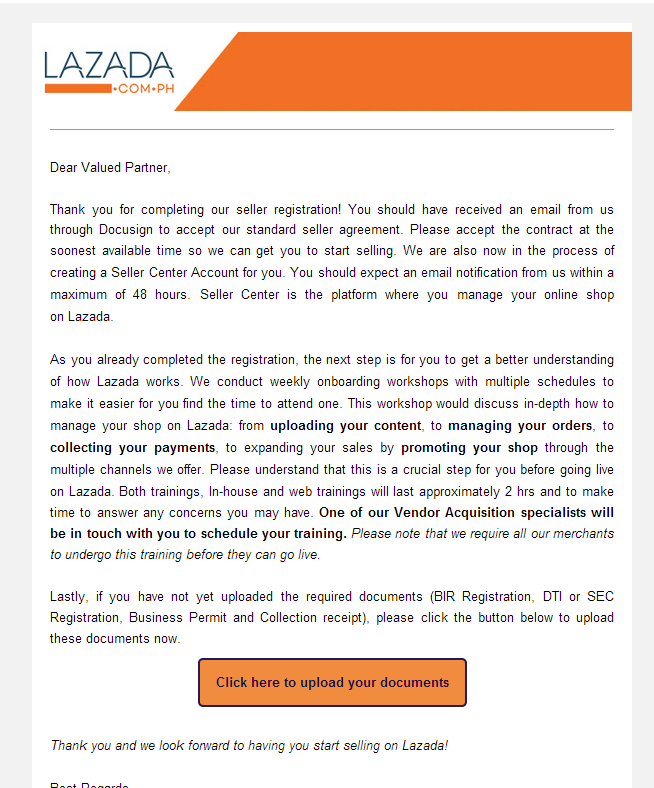 LAZADA
•COM•PH
Dear Valued Partner,
Thank you for completing our seller registration! You should have received an email from us
through Docusign to accept our standard seller agreement. Please accept the contract at the
soonest available time so we can get you to start selling. We are also now in the process of
creating a Seller Center Account for you. You should expect an email notification from us within a
maximum of 48 hours. Seller Center is the platform where you manage your online shop
on Lazada.
As you already completed the registration, the next step is for you to get a better understanding
of how Lazada works. We conduct weekly onboarding workshops with multiple schedules to
make it easier for you find the time to attend one. This workshop would discuss in-depth how to
manage your shop on Lazada: from uploading your content, to managing your orders, to
collecting your payments, to expanding your sales by promoting your shop through the
multiple channels we offer. Please understand that this is a crucial step for you before going live
on Lazada. Both trainings, In-house and web trainings will last approximately 2 hrs and to make
time to answer any concerns you may have. One of our Vendor Acquisition specialists will
be in touch with you to schedule your training. Please note that we require all our merchants
to undergo this training before they can go live.
Lastly, if you have not yet uploaded the required documents (BIR Registration, DTI or SEC
Registration, Business Permit and Collection receipt), please click the button below to upload
these documents now.
Click here to upload your documents
Thank you and we look forward to having you start selling on Lazada!
Best Regards